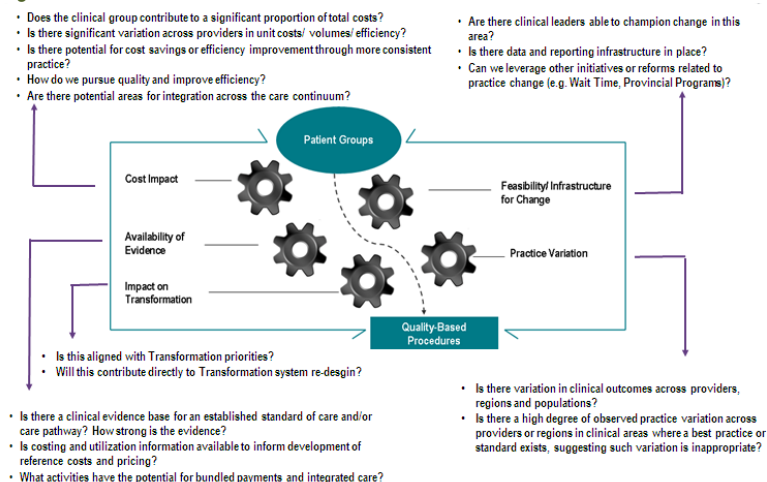 • Does the clinical group contribute to a significant proportion of total costs?
• Is there significant variation across providers in unit costs/ volumes/ efficiency?
• Is there potential for cost savings or efficiency improvement through more consistent
practice?
• How do we pursue quality and improve efficiency?
• Are there potential areas for integration across the care continuum?
• Are there clinical leaders able to champion change in this
area?
• Is there data and reporting infrastructure in place?
• Can we leverage other initiatives or reforms related to
practice change (e.g. Wait Time, Provincial Programs)?
Patient Groups
Cost Impact
Feasibility/ Infrastructure
for Change
Availability of
Evidence
Practice Variation
Impact on
Transformation
Quality-Based
Procedures
• Is this aligned with Transformation priorities?
• Will this contribute directly to Transformation system re-desgin?
• Is there a clinical evidence base for an established standard of care and/or
care pathway? How strong is the evidence?
• Is costing and utilization information available to inform development of
reference costs and pricing?
• What activities have the potential for bundled payments and integrated care?
• Is there variation in clinical outcomes across providers,
regions and populations?
• Is there a high degree of observed practice variation across
providers or regions in clinical areas where a best practice or
standard exists, suggesting such variation is inappropriate?